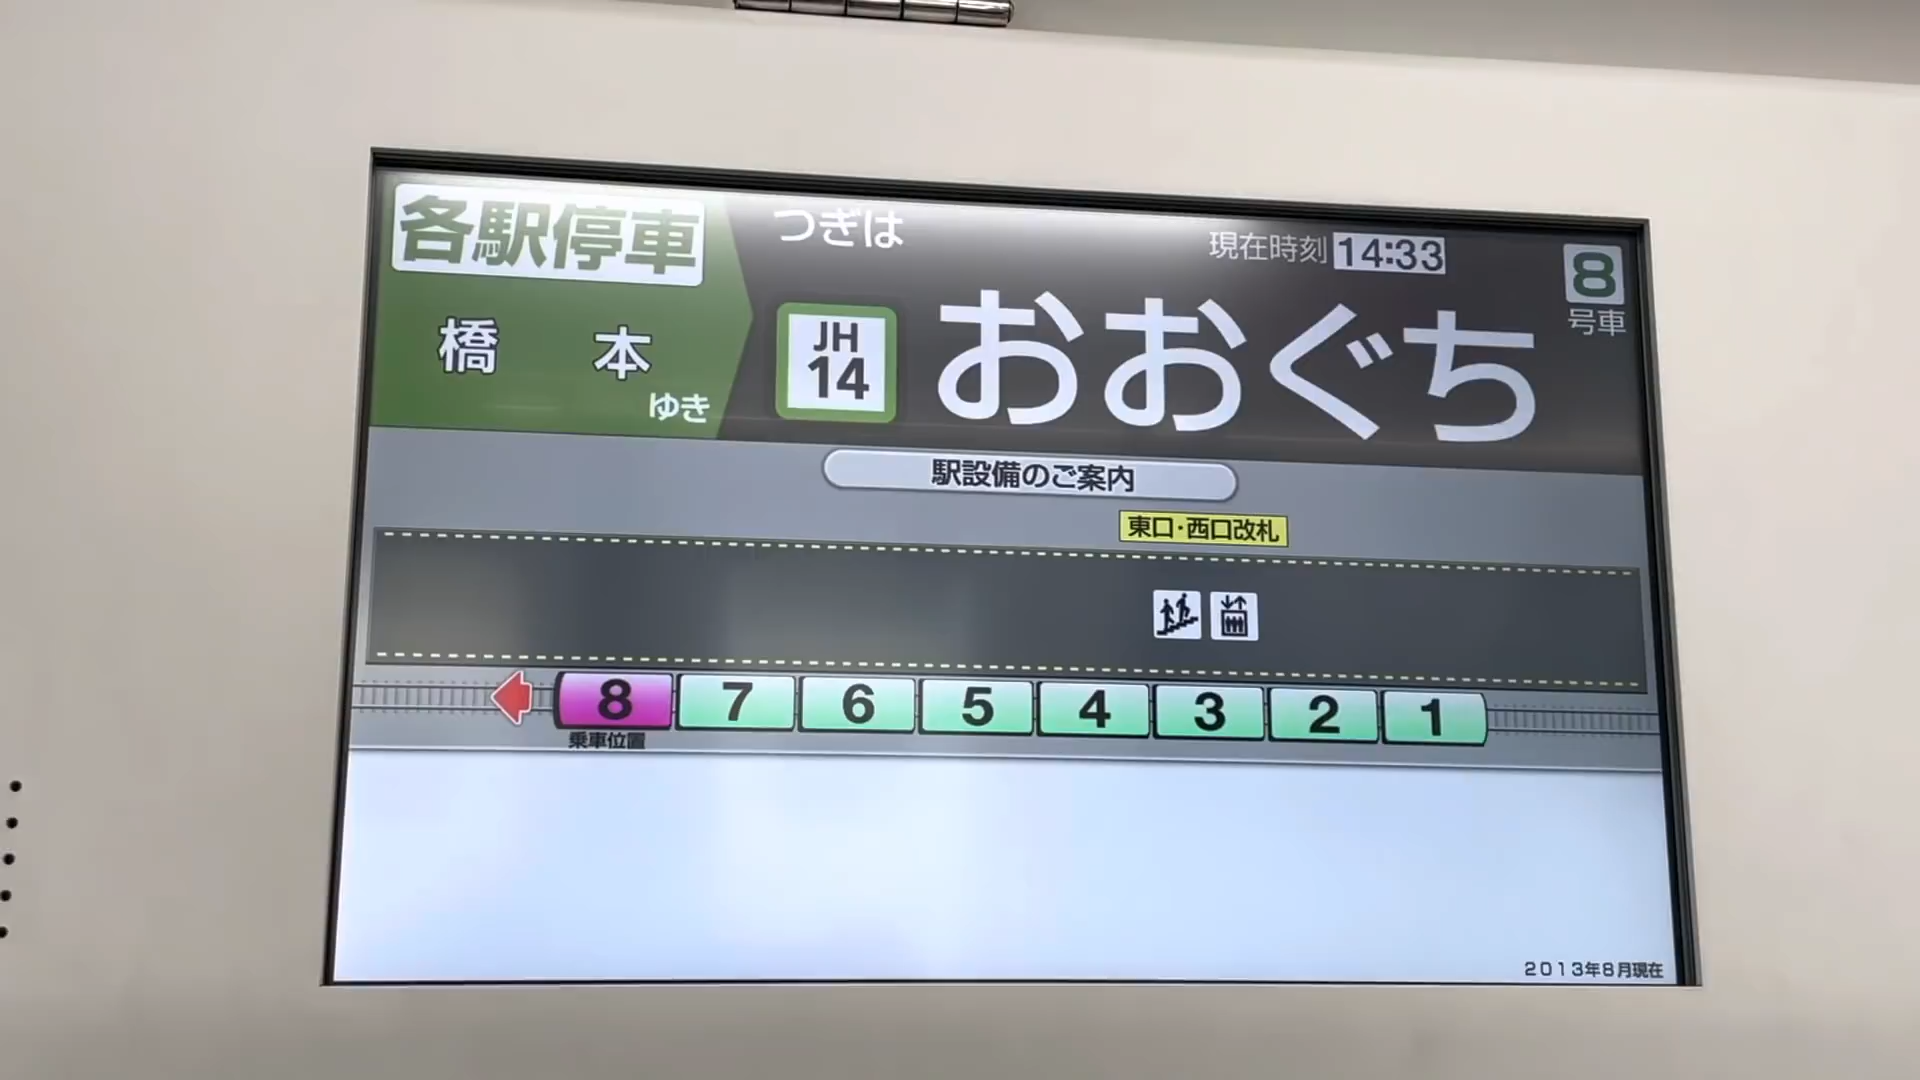 各駅停車
つぎは
現在時刻 14:33
8
号車
橋本
ゆき
JH
14
おおぐち
駅設備のご案内
東口・西口改札
8 7 6 5 4 3 2 1
乗車位置
2013年8月現在